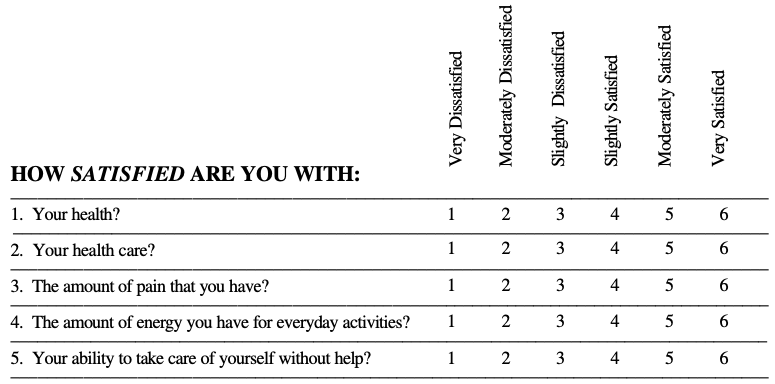 Very Dissatisfied
Moderately Dissatisfied
Slightly Dissatisfied
Slightly Satisfied
Moderately Satisfied
Very Satisfied
HOW SATISFIED ARE YOU WITH:
1. Your health? 1 2 3 4 5 6
2. Your health care? 1 2 3 4 5 6
3. The amount of pain that you have? 1 2 3 4 5 6
4. The amount of energy you have for everyday activities? 1 2 3 4 5 6
5. Your ability to take care of yourself without help? 1 2 3 4 5 6